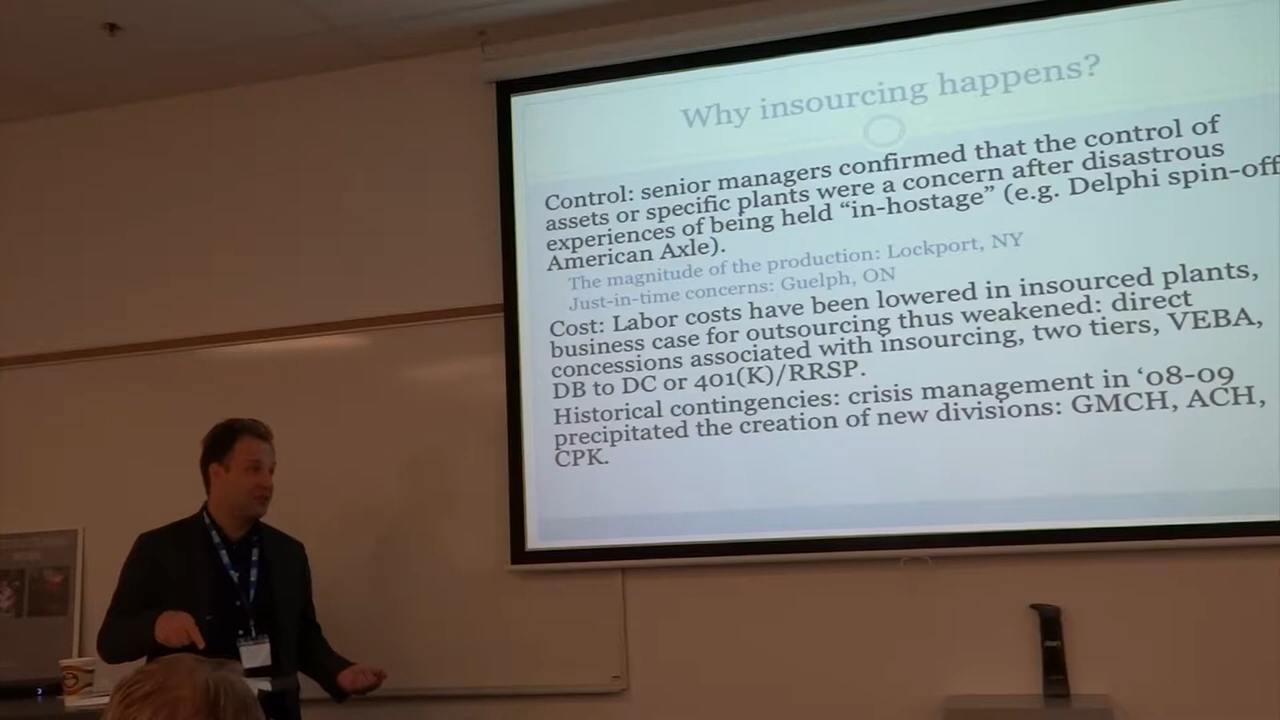 Why insourcing happens?
Control: senior managers confirmed that the control of
assets or specific plants were a concern after disastrous
experiences of being held “in-hostage” (e.g. Delphi spin-off
American Axle).
The magnitude of the production: Lockport, NY
Just-in-time concerns: Guelph, ON
Cost: Labor costs have been lowered in insourced plants,
business case for outsourcing thus weakened: direct
concessions associated with insourcing, two tiers, VEBA,
DB to DC or 401(K)/RRSP.
Historical contingencies: crisis management in ‘08-09
precipitated the creation of new divisions: GMCH, ACH,
CPK.